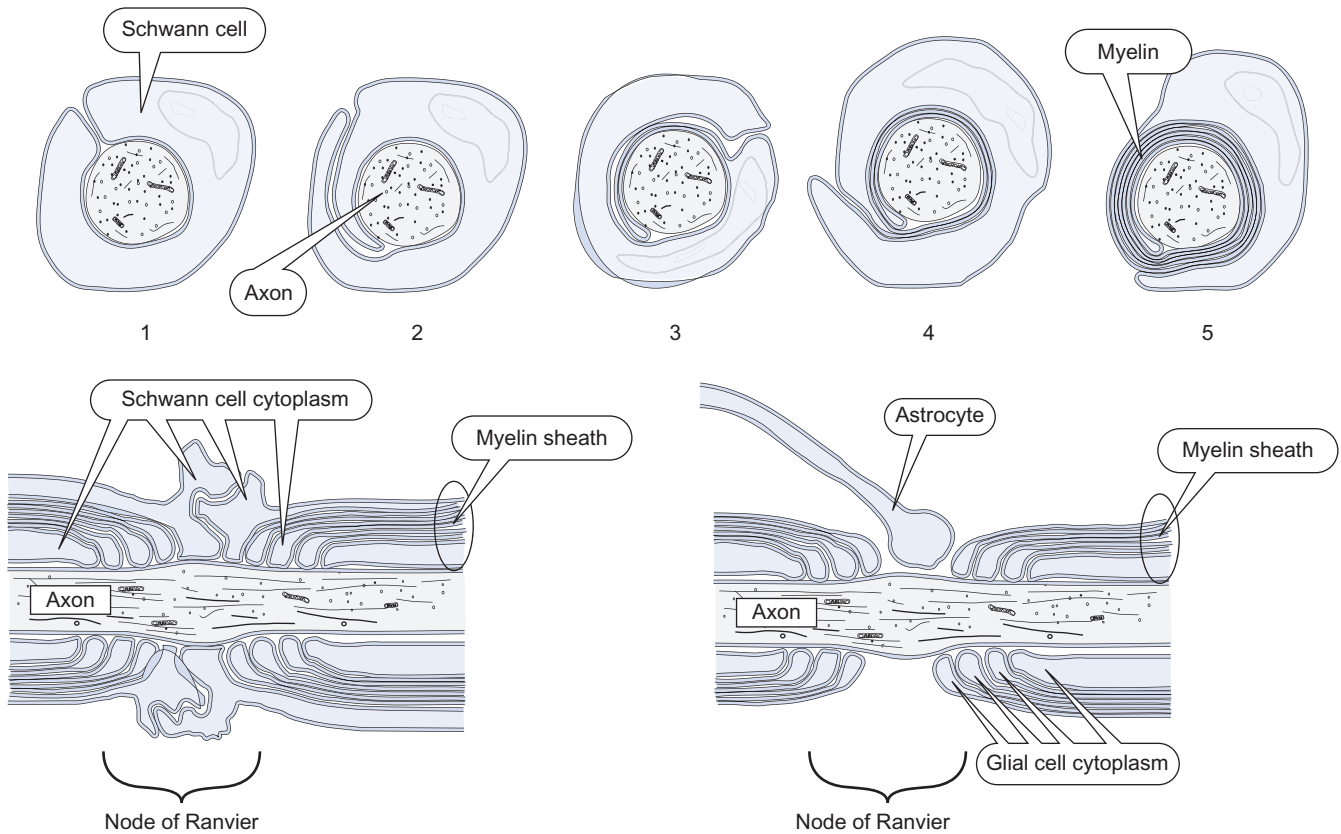 Schwann cell
Myelin
Axon
1
2
3
4
5
Schwann cell cytoplasm
Myelin sheath
Astrocyte
Myelin sheath
Axon
Axon
Glial cell cytoplasm
Node of Ranvier
Node of Ranvier